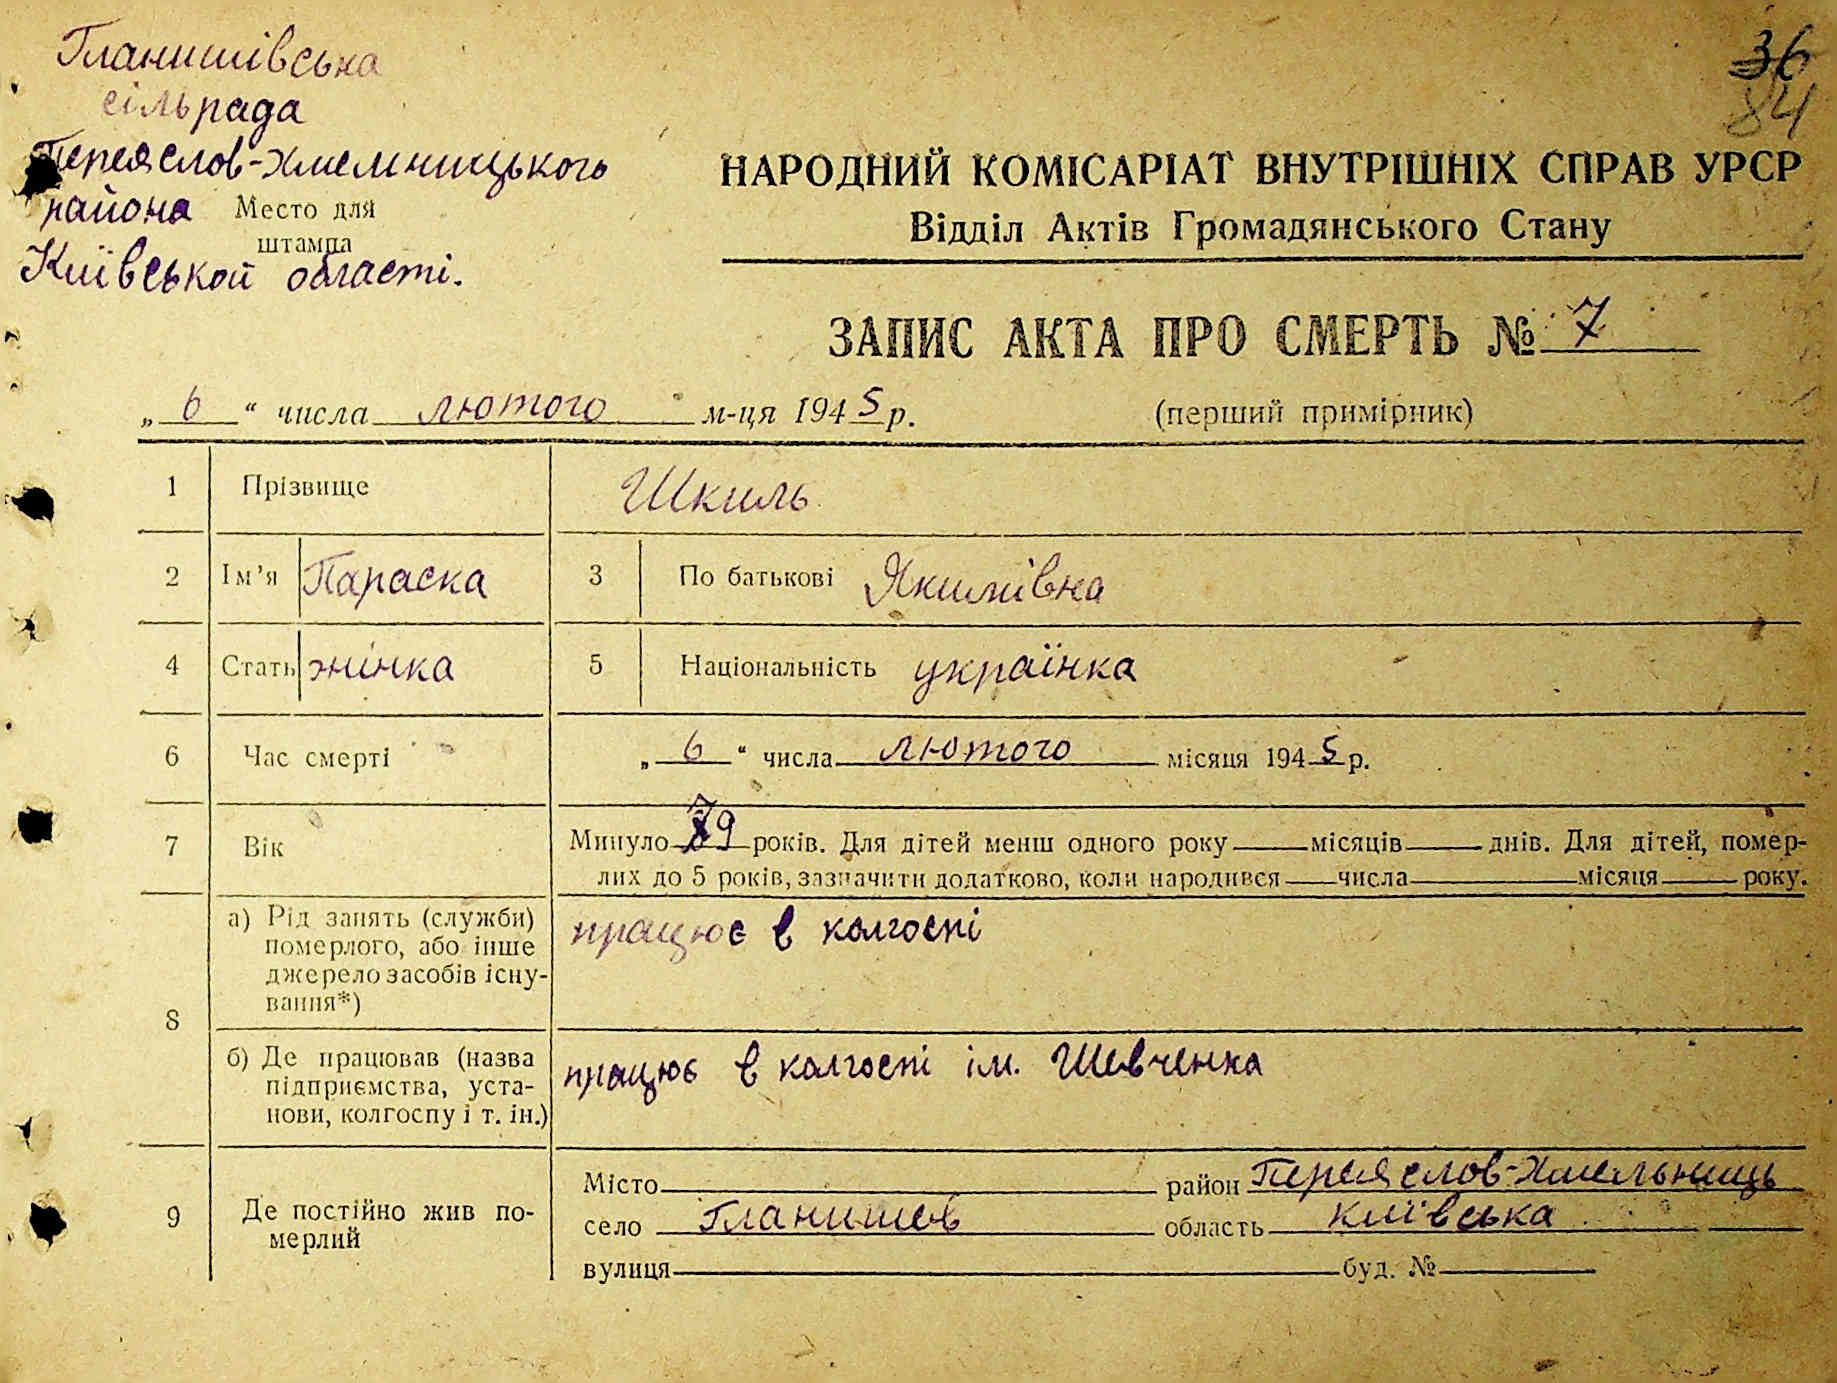 Гланишівська
сільрада
Переяслов-Хмелницького
района Место для
штампа
Київськой области.
36
84
НАРОДНИЙ КОМІСАРІАТ ВНУТРІШНІХ СПРАВ УРСР
Відділ Актів Громадянського Стану
ЗАПИС АКТА ПРО СМЕРТЬ № 7
„ 6 “ числа лютого м-ця 1945 р.
(перший примірник)
1 Прізвище Шкиль
2 Ім'я Параска 3 По батькові Якимівна
4 Стать жінка 5 Національність українка
6 Час смерті „ 6 “ числа лютого місяця 1945 р.
7 Вік Минуло 79 років. Для дітей менш одного року місяців днів. Для дітей, помер-
лих до 5 років, зазначити додатково, коли народився числа місяця року.
8 а) Рід занять (служби)
померлого, або інше
джерело засобів існу-
вання*)
працює в колгоспі
б) Де працював (назва
підприємства, уста-
нови, колгоспу і т. ін.)
працює в колгоспі ім. Шевченка
9 Де постійно жив по-
мерлий
Місто район Переяслов-Хмельниць
село Гланишев область київська
вулиця буд. №